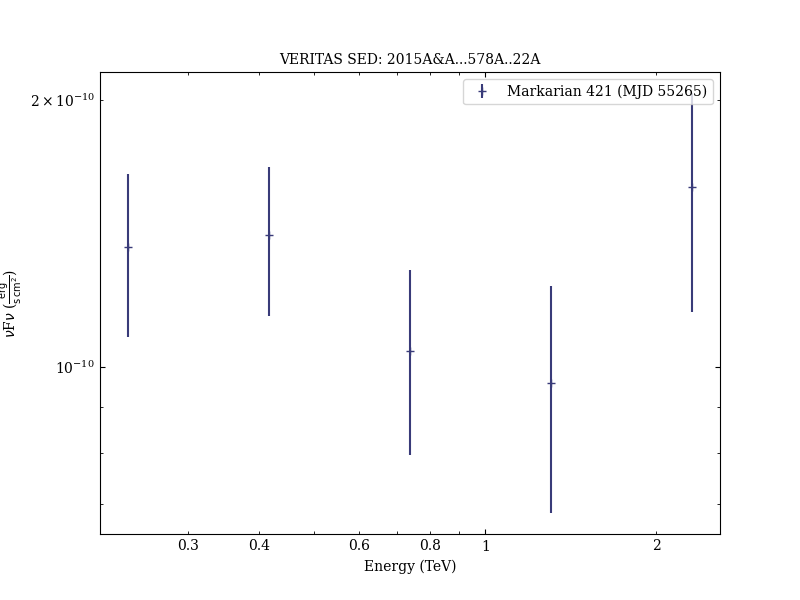 VERITAS SED: 2015A&A...578A..22A
Markarian 421 (MJD 55265)
2 × 10⁻¹⁰
10⁻¹⁰
νFν (erg / s cm²)
0.3 0.4 0.6 0.8 1 2
Energy (TeV)